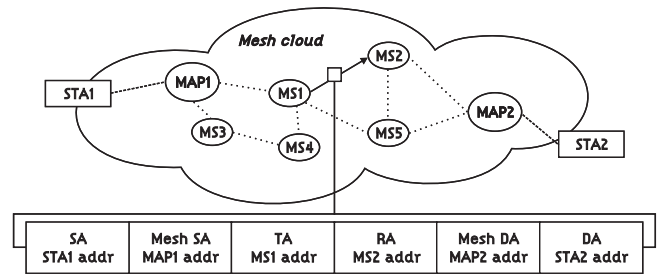 Mesh cloud
STA1
MAP1
MS1
MS2
MS3
MS4
MS5
MAP2
STA2
SA
STA1 addr
Mesh SA
MAP1 addr
TA
MS1 addr
RA
MS2 addr
Mesh DA
MAP2 addr
DA
STA2 addr